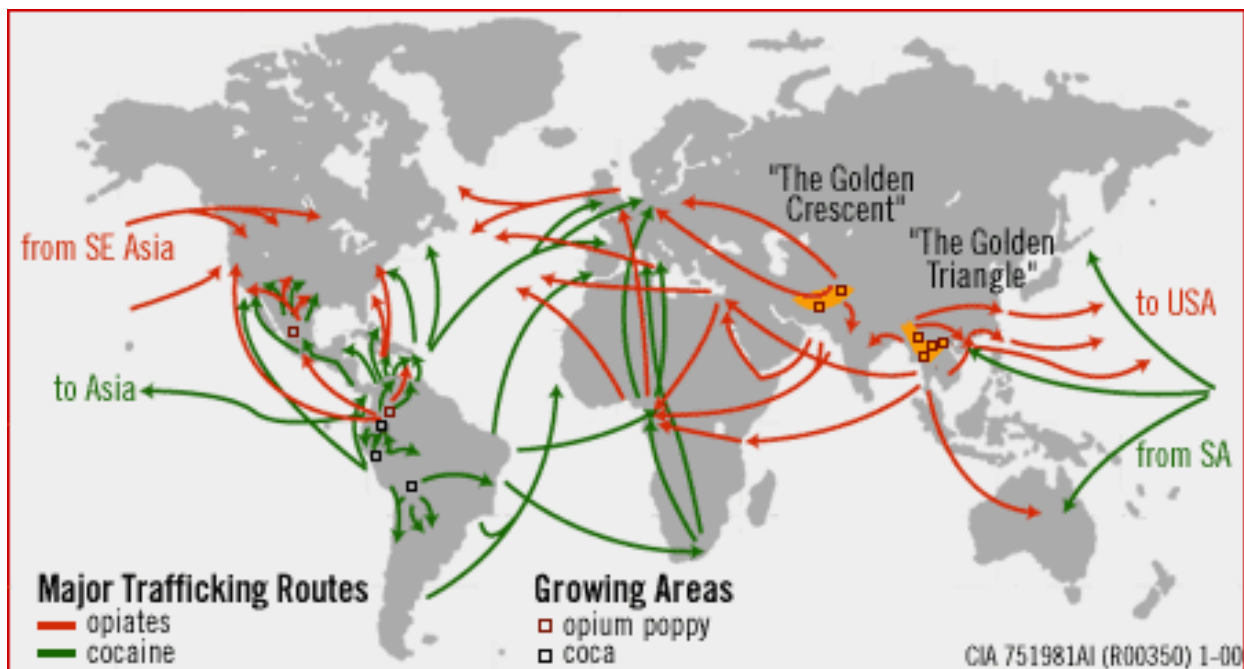 "The Golden
Crescent"
"The Golden
Triangle"
from SE Asia
to USA
to Asia
from SA
Major Trafficking Routes
opiates
cocaine
Growing Areas
opium poppy
coca
CIA 751981AI (R00350) 1-00